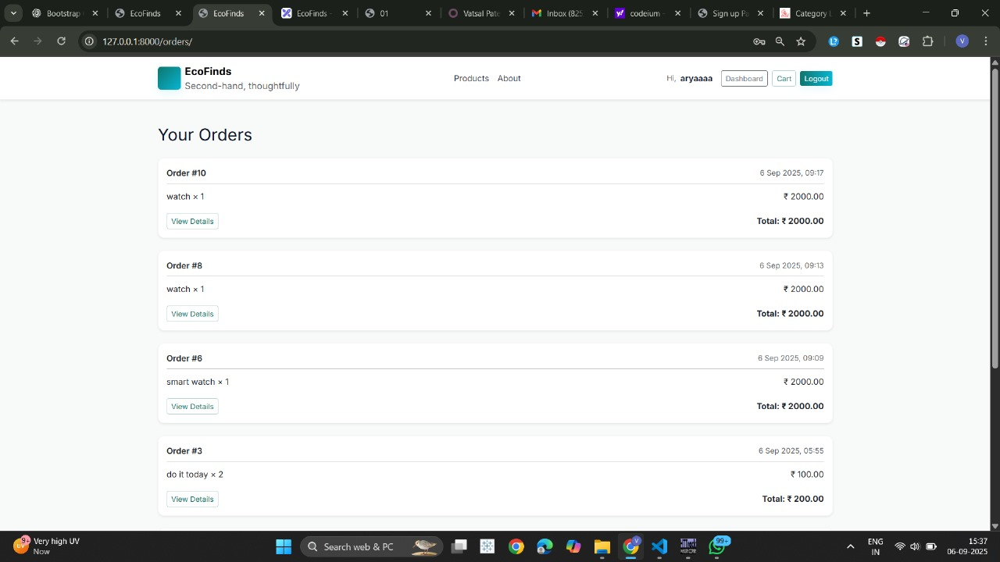 Bootstrap
EcoFinds
EcoFinds
EcoFinds
01
Vatsal Pate
Inbox (825
codeium
Sign up Pa
Category L
127.0.0.1:8000/orders/
EcoFinds
Second-hand, thoughtfully
Products
About
Hi, aryaaaa
Dashboard
Cart
Logout
Your Orders
Order #10
6 Sep 2025, 09:17
watch × 1
₹ 2000.00
View Details
Total: ₹ 2000.00
Order #8
6 Sep 2025, 09:13
watch × 1
₹ 2000.00
View Details
Total: ₹ 2000.00
Order #6
6 Sep 2025, 09:09
smart watch × 1
₹ 2000.00
View Details
Total: ₹ 2000.00
Order #3
6 Sep 2025, 05:55
do it today × 2
₹ 100.00
View Details
Total: ₹ 200.00
9+
Very high UV
Now
Search web & PC
99+
ENG
IN
15:37
06-09-2025